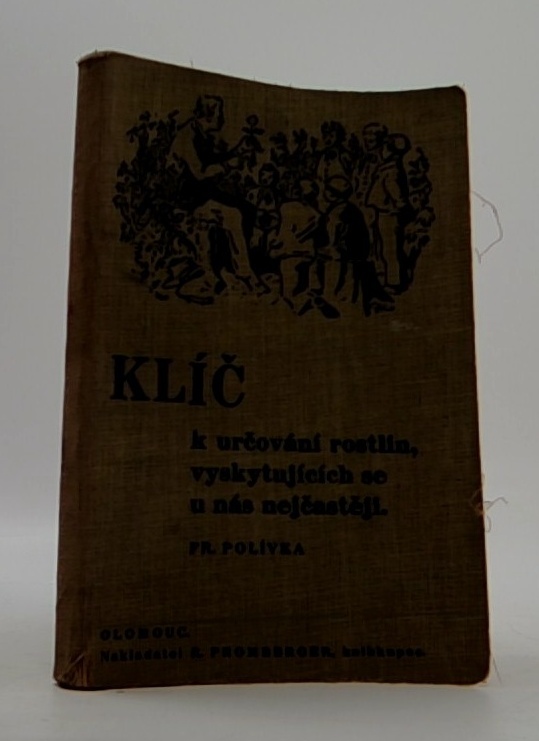 KLÍČ
k určování rostlin,
vyskytujících se
u nás nejčastěji.
FR. POLÍVKA
OLOMOUC.
Nakladatel R. PROMBERGER, knihkupec.